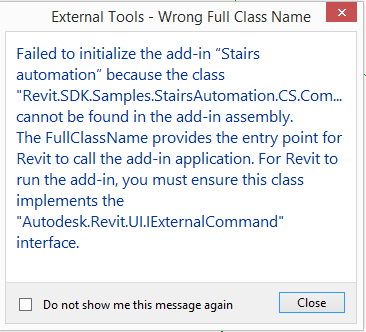 External Tools - Wrong Full Class Name
Failed to initialize the add-in “Stairs
automation” because the class
"Revit.SDK.Samples.StairsAutomation.CS.Com...
cannot be found in the add-in assembly.
The FullClassName provides the entry point for
Revit to call the add-in application. For Revit to
run the add-in, you must ensure this class
implements the
"Autodesk.Revit.UI.IExternalCommand"
interface.
Do not show me this message again
Close